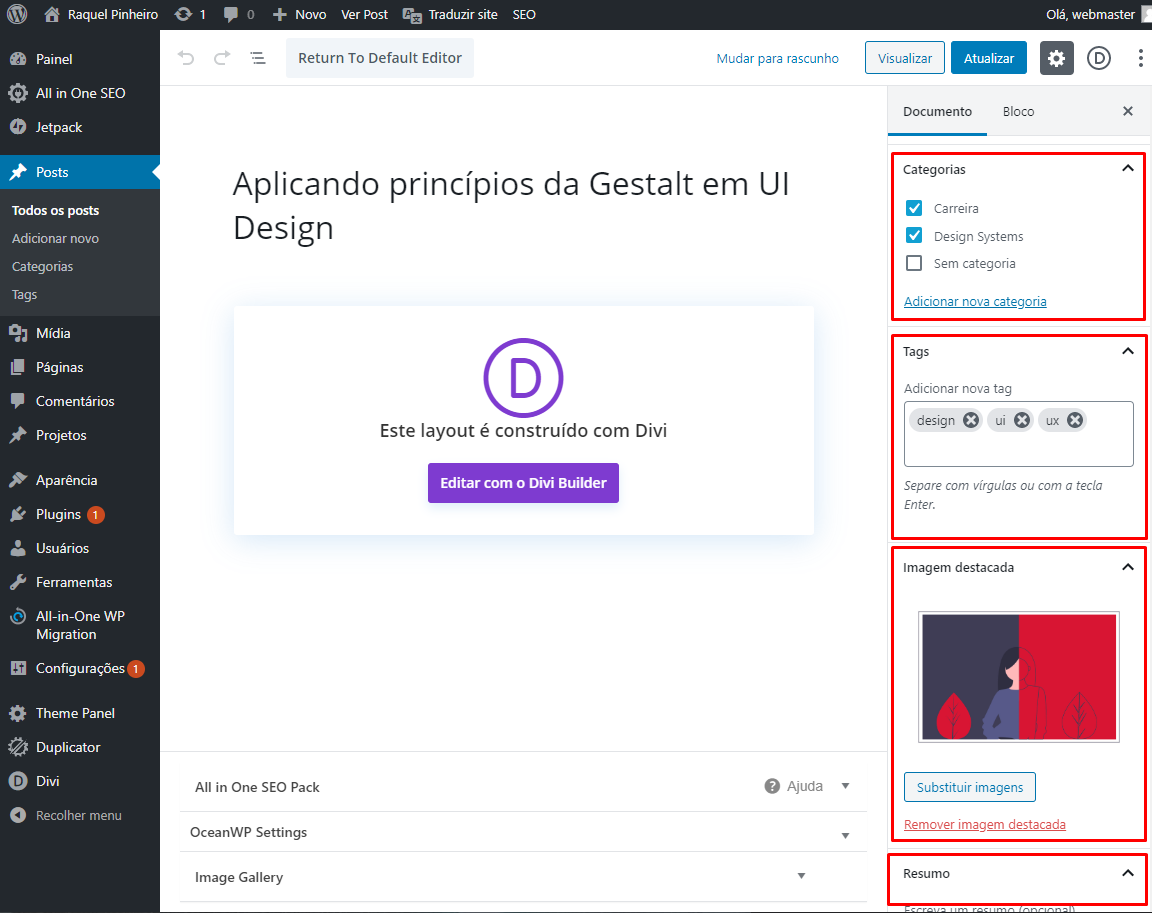 Raquel Pinheiro
1
0
Novo
Ver Post
Traduzir site
SEO
Olá, webmaster
Painel
All in One SEO
Jetpack
Posts
Todos os posts
Adicionar novo
Categorias
Tags
Mídia
Páginas
Comentários
Projetos
Aparência
Plugins 1
Usuários
Ferramentas
All-in-One WP
Migration
Configurações 1
Theme Panel
Duplicator
D Divi
Recolher menu
Return To Default Editor
Mudar para rascunho
Visualizar
Atualizar
D
Aplicando princípios da Gestalt em UI
Design
D
Este layout é construído com Divi
Editar com o Divi Builder
All in One SEO Pack
? Ajuda
OceanWP Settings
Image Gallery
Documento
Bloco
Categorias
Carreira
Design Systems
Sem categoria
Adicionar nova categoria
Tags
Adicionar nova tag
design
ui
ux
Separe com vírgulas ou com a tecla
Enter.
Imagem destacada
Substituir imagens
Remover imagem destacada
Resumo
Escreva um resumo (opcional)